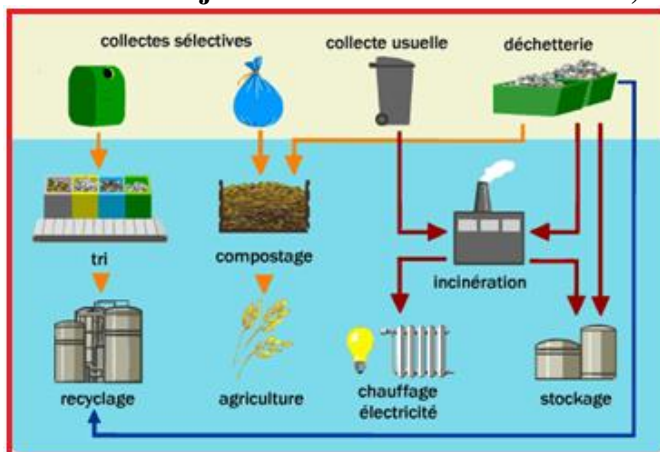 collectes sélectives
collecte usuelle
déchetterie
tri
compostage
incinération
recyclage
agriculture
chauffage
électricité
stockage